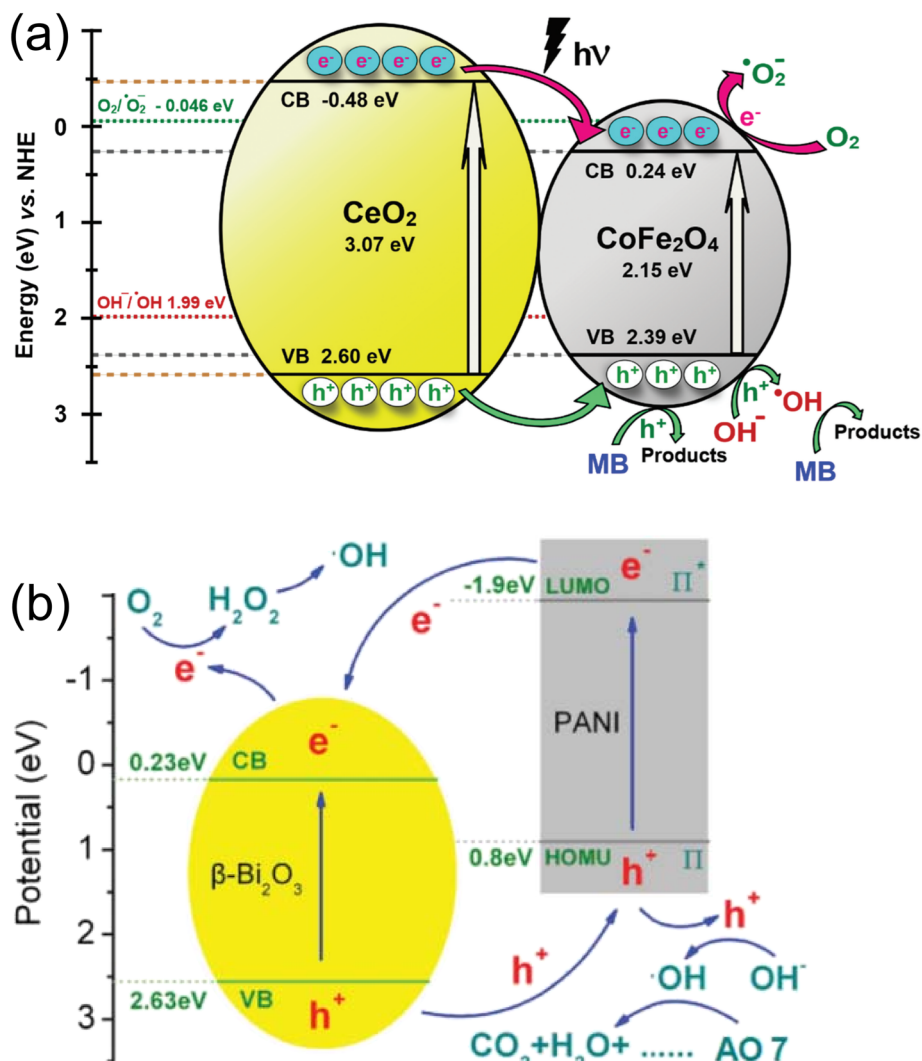 (a)
Energy (eV) vs. NHE
0
1
2
3
O₂/•O₂⁻ - 0.046 eV
OH⁻/•OH 1.99 eV
e⁻ e⁻ e⁻ e⁻
CB -0.48 eV
CeO₂
3.07 eV
VB 2.60 eV
h⁺ h⁺ h⁺ h⁺
hν
e⁻ e⁻ e⁻
CB 0.24 eV
CoFe₂O₄
2.15 eV
VB 2.39 eV
h⁺ h⁺ h⁺
•O₂⁻
e⁻
O₂
MB
h⁺
Products
OH⁻
h⁺
•OH
MB
Products
(b)
Potential (eV)
-1
0
1
2
3
O₂
H₂O₂
·OH
e⁻
e⁻
0.23eV CB
β-Bi₂O₃
2.63eV VB
h⁺
e⁻
-1.9eV LUMO Π*
e⁻
PANI
0.8eV HOMU Π
h⁺
h⁺
h⁺
·OH OH⁻
CO₂+H₂O+ ...... AO 7